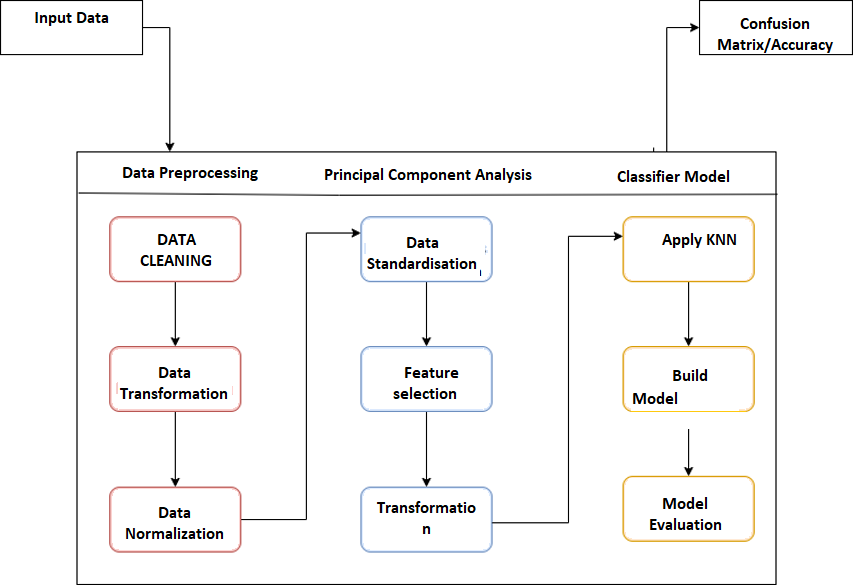 Input Data
Confusion
Matrix/Accuracy
Data Preprocessing
Principal Component Analysis
Classifier Model
DATA
CLEANING
Data
Transformation
Data
Normalization
Data
Standardisation
Feature
selection
Transformatio
n
Apply KNN
Build
Model
Model
Evaluation